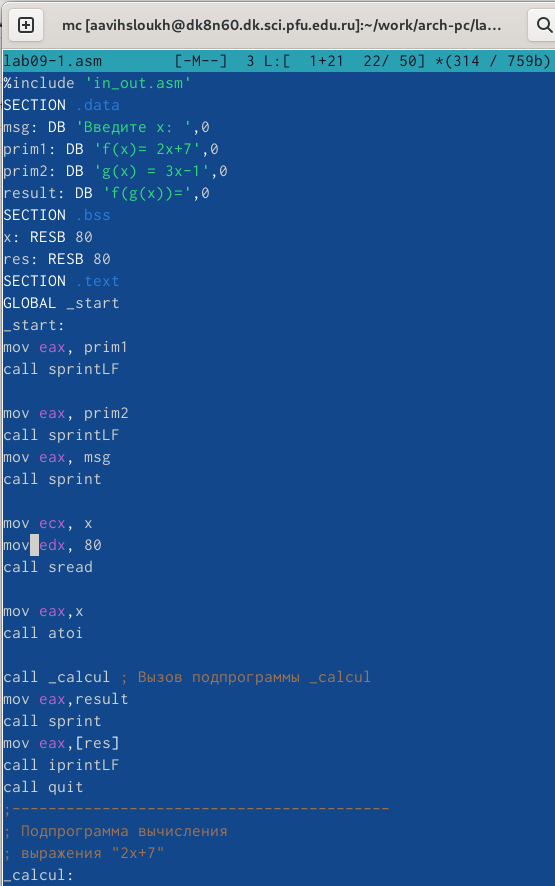 mc [aavihsloukh@dk8n60.dk.sci.pfu.edu.ru]:~/work/arch-pc/la...
lab09-1.asm [-M--] 3 L:[ 1+21 22/ 50] *(314 / 759b)
%include 'in_out.asm'
SECTION .data
msg: DB 'Введите x: ',0
prim1: DB 'f(x)= 2x+7',0
prim2: DB 'g(x) = 3x-1',0
result: DB 'f(g(x))=',0
SECTION .bss
x: RESB 80
res: RESB 80
SECTION .text
GLOBAL _start
_start:
mov eax, prim1
call sprintLF
mov eax, prim2
call sprintLF
mov eax, msg
call sprint
mov ecx, x
mov edx, 80
call sread
mov eax,x
call atoi
call _calcul ; Вызов подпрограммы _calcul
mov eax,result
call sprint
mov eax,[res]
call iprintLF
call quit
;------------------------------------------
; Подпрограмма вычисления
; выражения "2x+7"
_calcul: